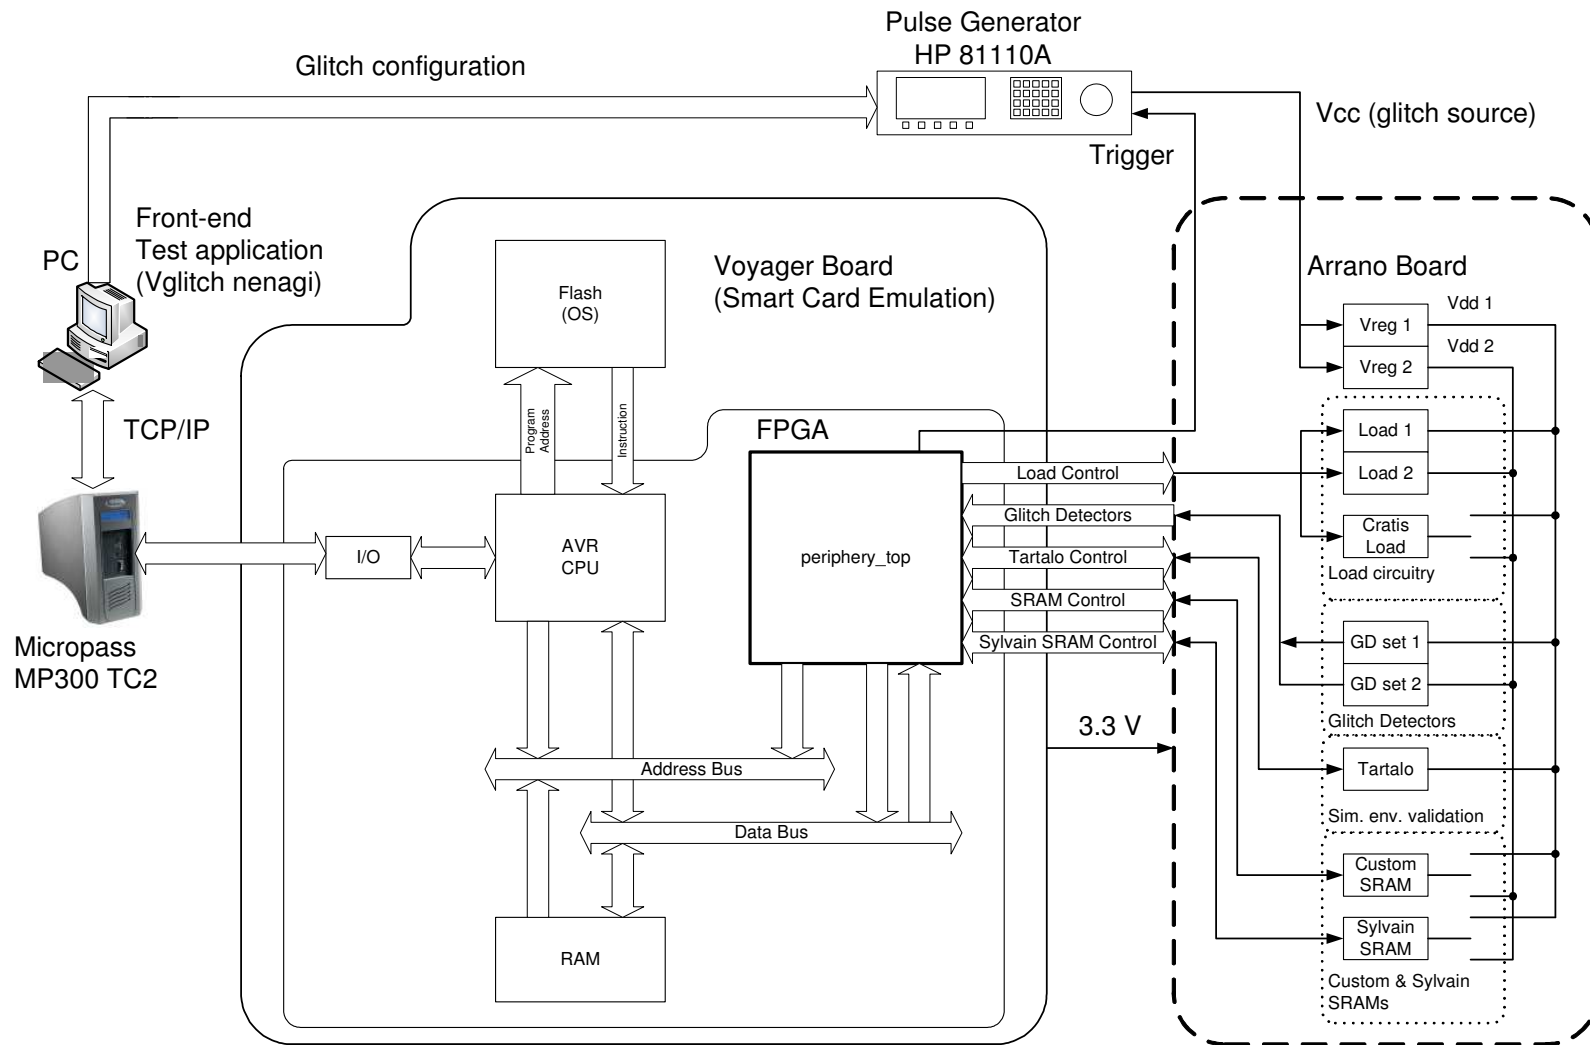 Pulse Generator
HP 81110A
Glitch configuration
Vcc (glitch source)
Trigger
Front-end
Test application
(Vglitch nenagi)
PC
TCP/IP
Micropass
MP300 TC2
Voyager Board
(Smart Card Emulation)
Flash
(OS)
Program
Address
Instruction
FPGA
I/O
AVR
CPU
periphery_top
Load Control
Glitch Detectors
Tartalo Control
SRAM Control
Sylvain SRAM Control
Address Bus
Data Bus
RAM
3.3 V
Arrano Board
Vdd 1
Vreg 1
Vdd 2
Vreg 2
Load 1
Load 2
Cratis
Load
Load circuitry
GD set 1
GD set 2
Glitch Detectors
Tartalo
Sim. env. validation
Custom
SRAM
Sylvain
SRAM
Custom & Sylvain
SRAMs